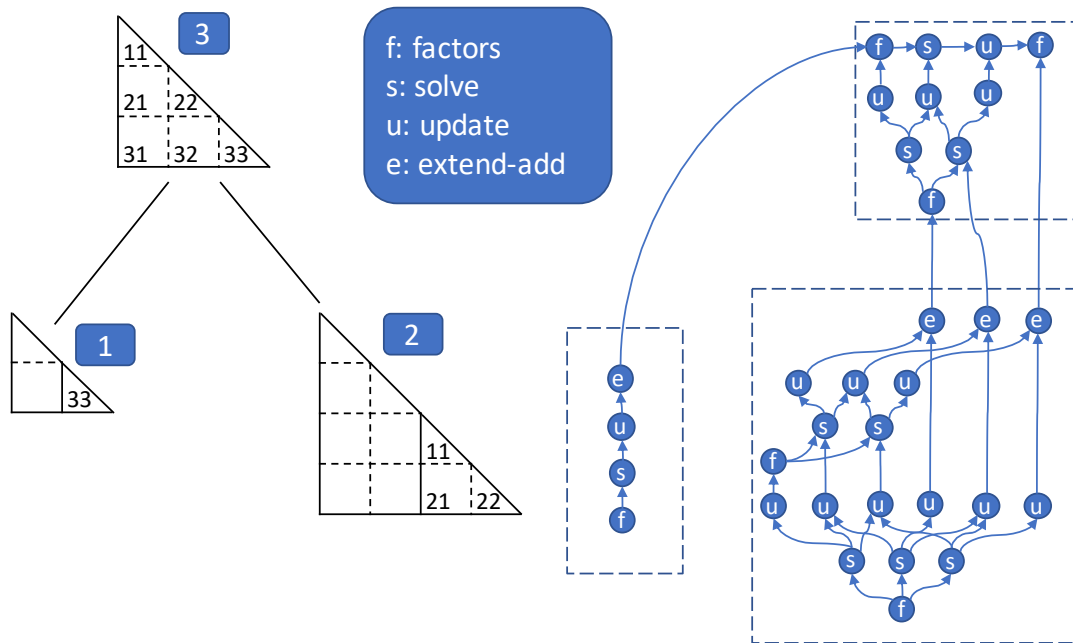 3
11
21 22
31 32 33
f: factors
s: solve
u: update
e: extend-add
1
33
2
11
21 22
e
u
s
f
f s u f
u u u
s s
f
e e e
u u u
s s
f
u u u u u u
s s s
f